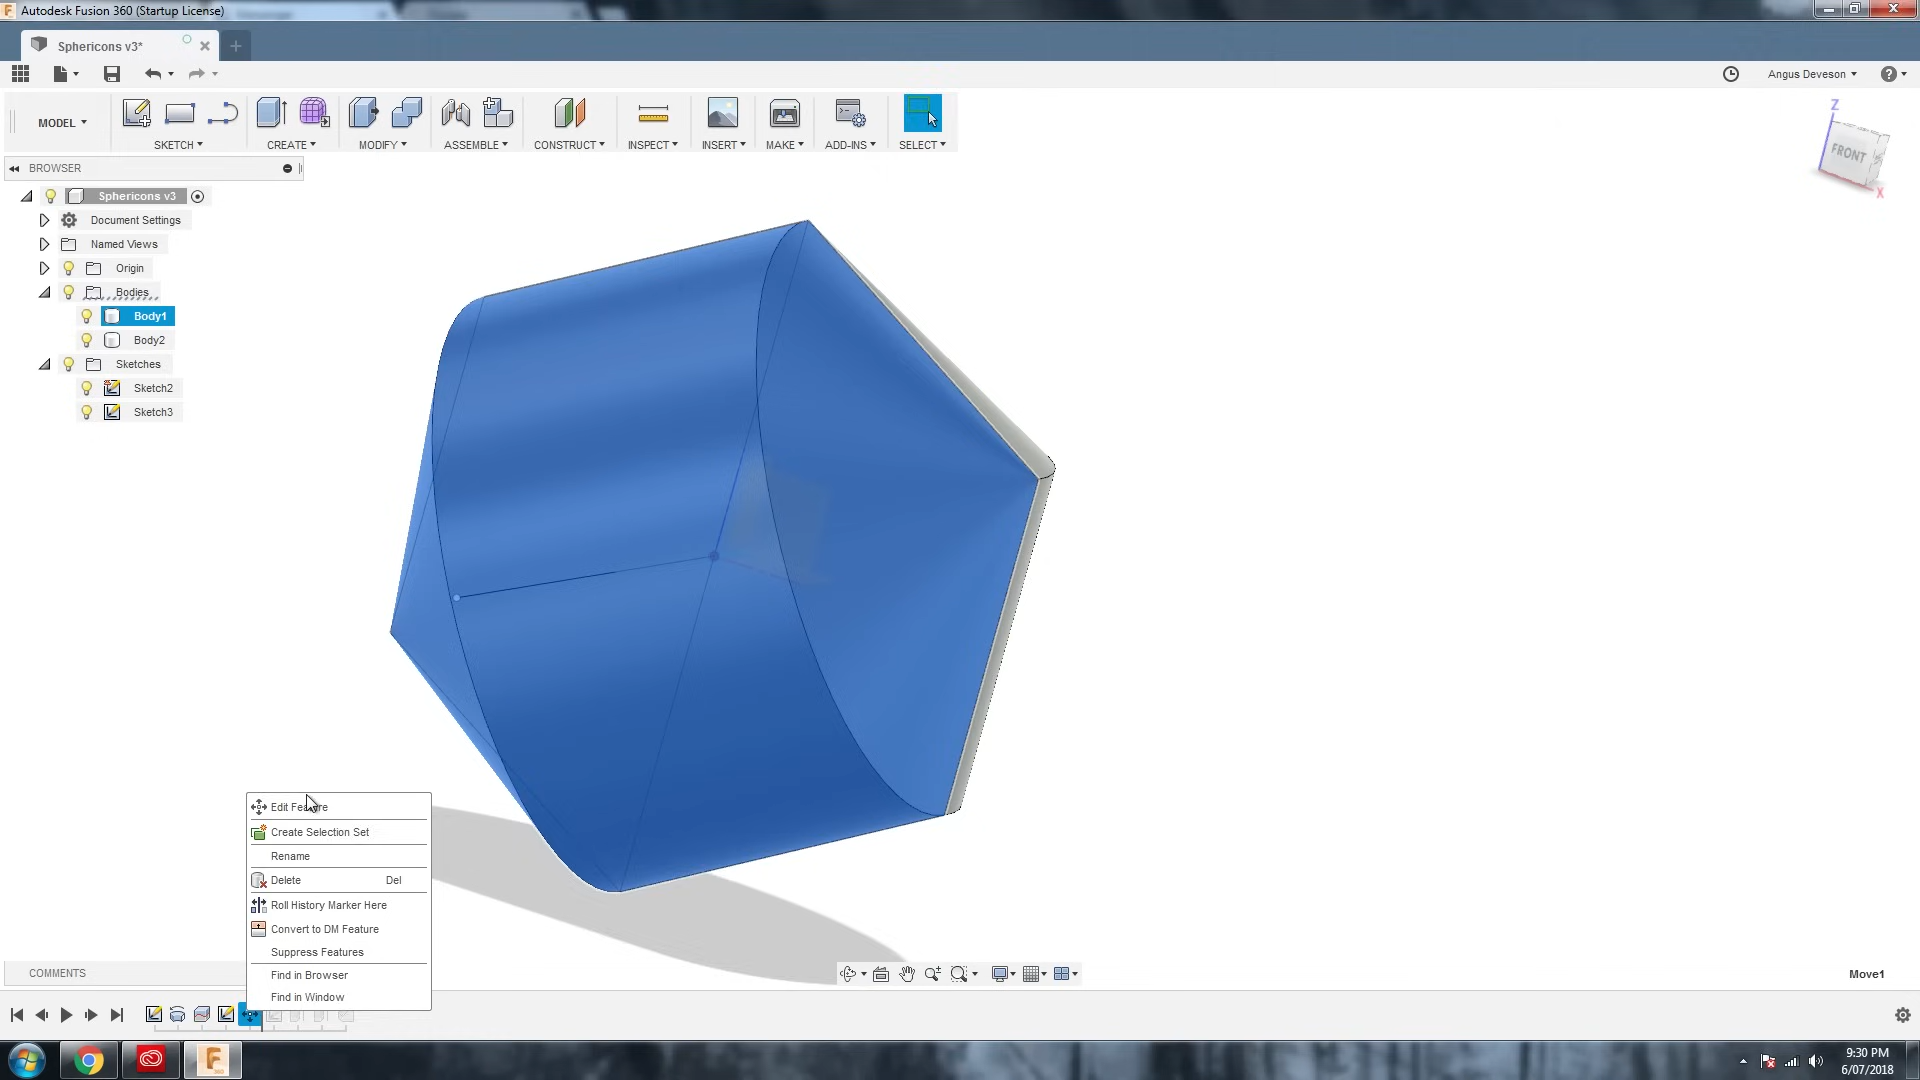 Autodesk Fusion 360 (Startup License)
Sphericons v3*
Angus Deveson
MODEL
SKETCH
CREATE
MODIFY
ASSEMBLE
CONSTRUCT
INSPECT
INSERT
MAKE
ADD-INS
SELECT
Z
FRONT
X
BROWSER
Sphericons v3
Document Settings
Named Views
Origin
Bodies
Body1
Body2
Sketches
Sketch2
Sketch3
Edit Feature
Create Selection Set
Rename
Delete Del
Roll History Marker Here
Convert to DM Feature
Suppress Features
Find in Browser
Find in Window
COMMENTS
Move1
9:30 PM
6/07/2018